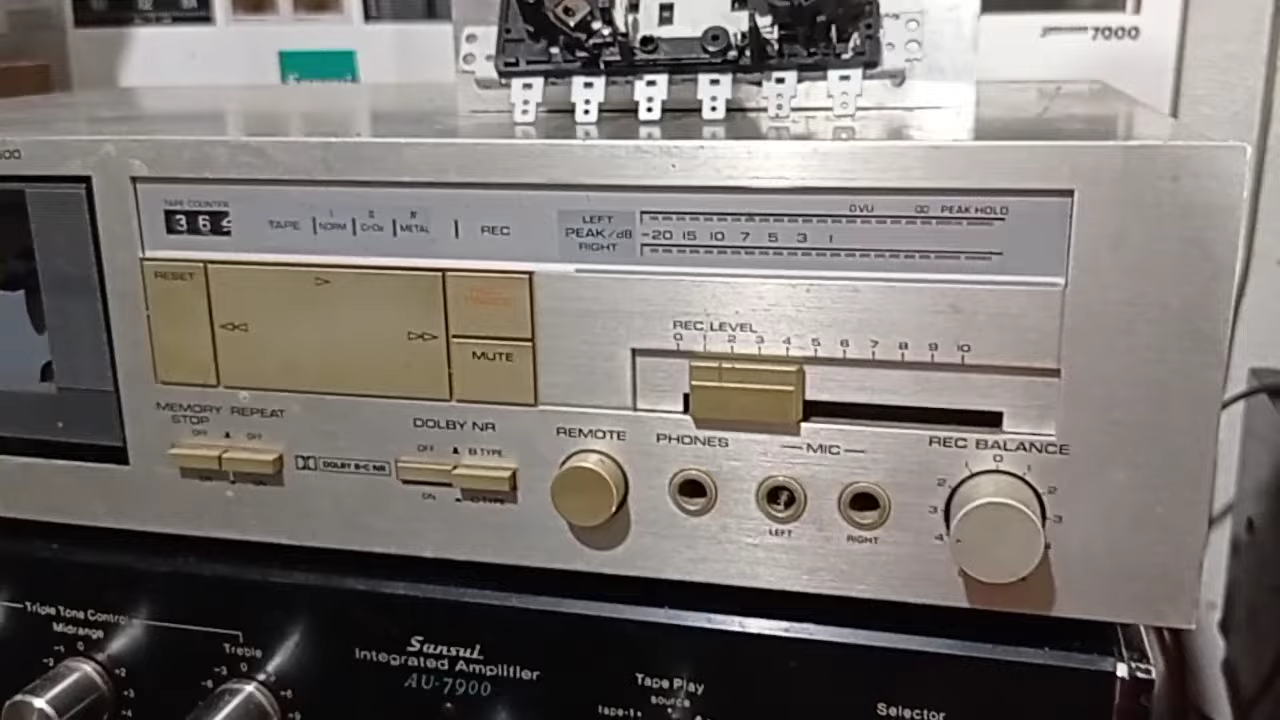 7000
Sansui
TAPE COUNTER
364
TAPE
I
NORM
II
CrO₂
IV
METAL
REC
LEFT
PEAK/dB
RIGHT
0VU
PEAK HOLD
-20 15 10 7 5 3 1
RESET
MUTE
REC LEVEL
0 1 2 3 4 5 6 7 8 9 10
MEMORY
STOP
REPEAT
OFF OFF
ON ON
DOLBY B-C NR
DOLBY NR
OFF B TYPE
ON C TYPE
REMOTE
PHONES
MIC
LEFT
RIGHT
REC BALANCE
0
1
2 2
3 3
4
Triple Tone Control
Midrange
Treble
Sansui
Integrated Amplifier
AU-7900
Tape Play
source
tape-1
Selector